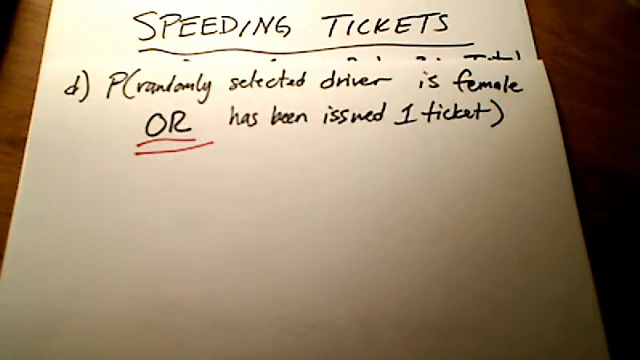 SPEEDING TICKETS
d) P(randomly selected driver is female
OR has been issued 1 ticket)